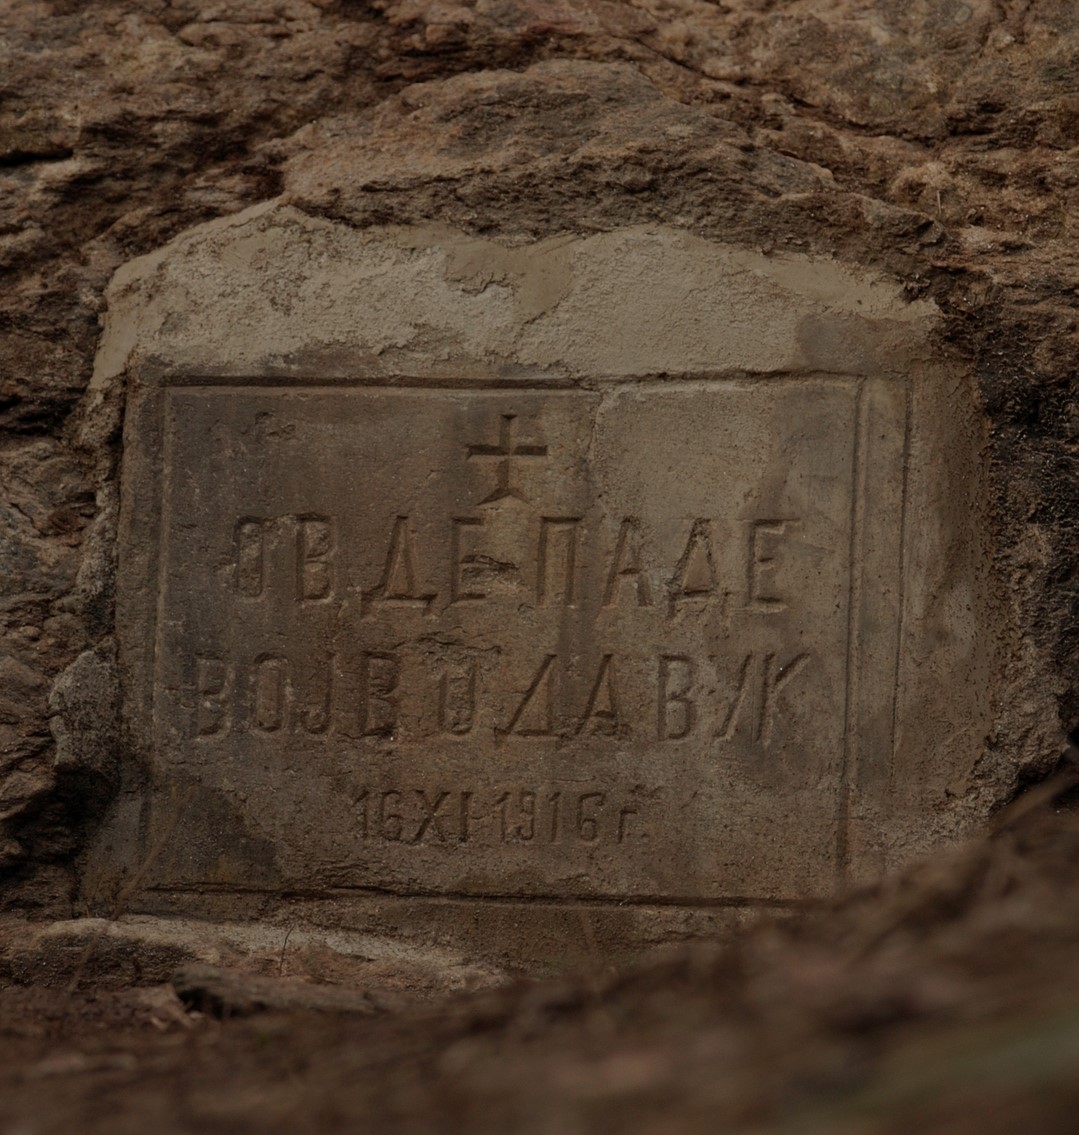 ОВДЕ ПАДЕ
ВОЈВОДА ВУК
16 XI 1916 г.